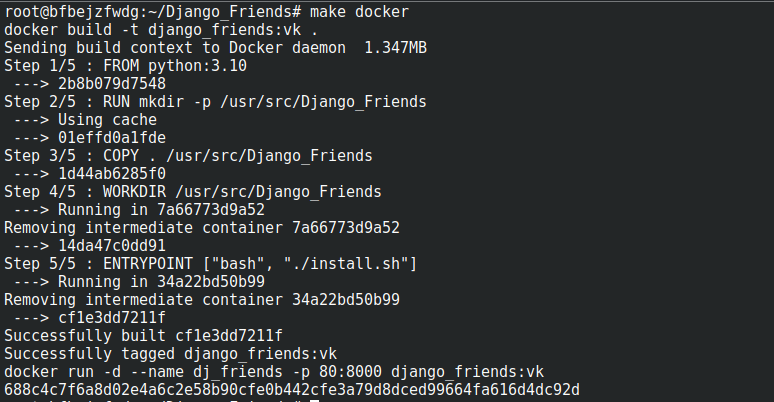 root@bfbejzfwdg:~/Django_Friends# make docker
docker build -t django_friends:vk .
Sending build context to Docker daemon  1.347MB
Step 1/5 : FROM python:3.10
 ---> 2b8b079d7548
Step 2/5 : RUN mkdir -p /usr/src/Django_Friends
 ---> Using cache
 ---> 01effd0a1fde
Step 3/5 : COPY . /usr/src/Django_Friends
 ---> 1d44ab6285f0
Step 4/5 : WORKDIR /usr/src/Django_Friends
 ---> Running in 7a66773d9a52
Removing intermediate container 7a66773d9a52
 ---> 14da47c0dd91
Step 5/5 : ENTRYPOINT ["bash", "./install.sh"]
 ---> Running in 34a22bd50b99
Removing intermediate container 34a22bd50b99
 ---> cf1e3dd7211f
Successfully built cf1e3dd7211f
Successfully tagged django_friends:vk
docker run -d --name dj_friends -p 80:8000 django_friends:vk
688c4c7f6a8d02e4a6c2e58b90cfe0b442cfe3a79d8dced99664fa616d4dc92d